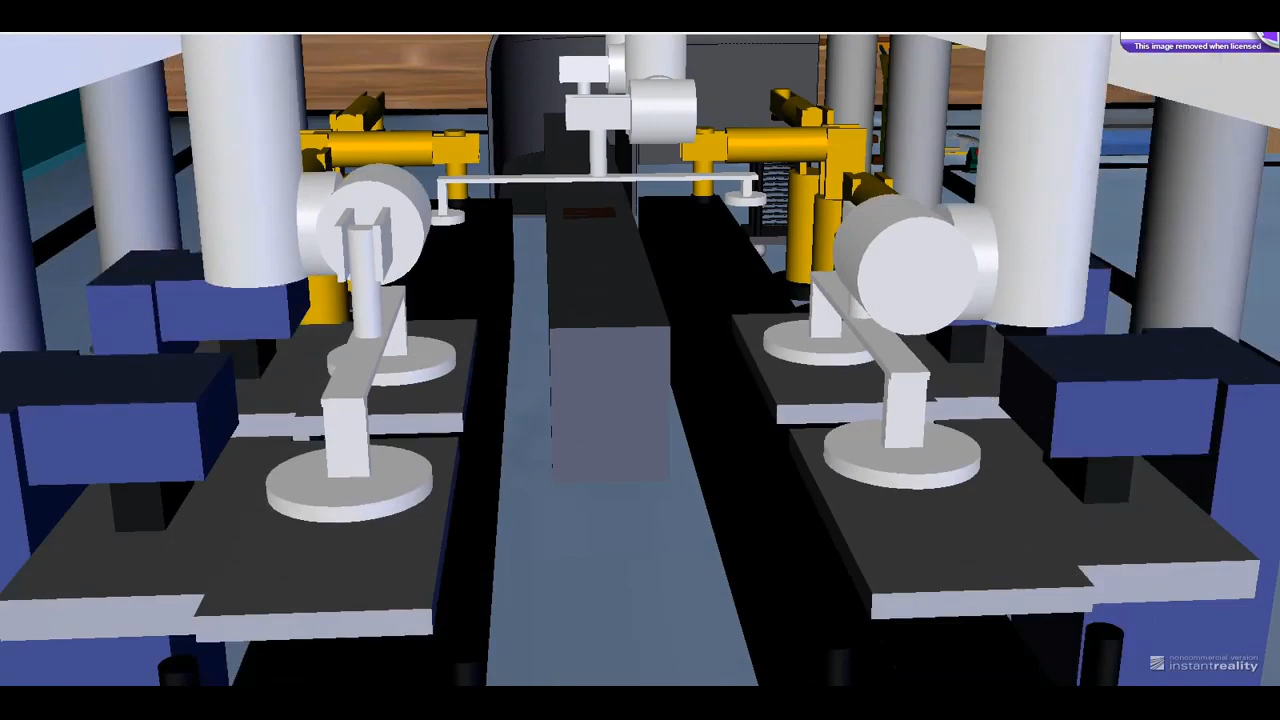 This image removed when licensed
noncommercial version
instantreality